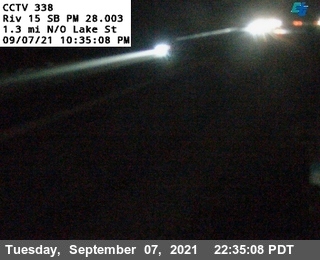 CCTV 338
Riv 15 SB PM 28.003
1.3 mi N/O Lake St
09/07/21 10:35:08 PM
Tuesday, September 07, 2021 22:35:08 PDT